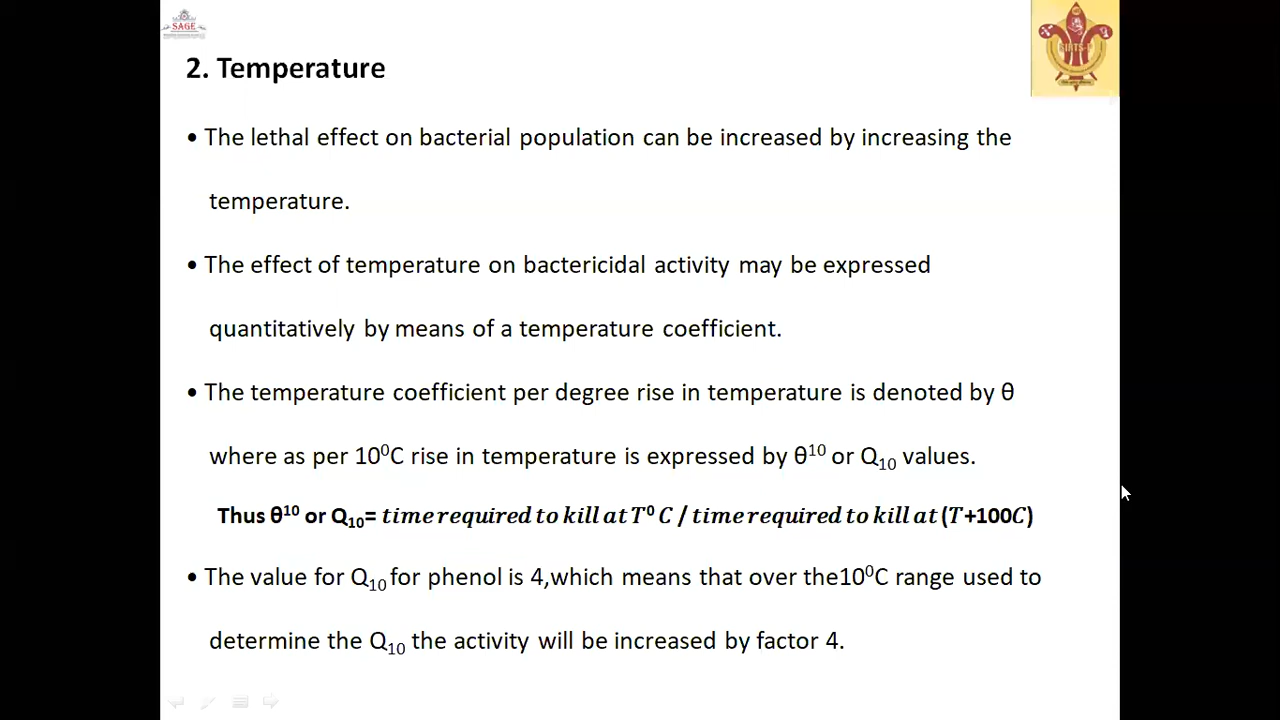 SAGE
2. Temperature
• The lethal effect on bacterial population can be increased by increasing the
temperature.
• The effect of temperature on bactericidal activity may be expressed
quantitatively by means of a temperature coefficient.
• The temperature coefficient per degree rise in temperature is denoted by θ
where as per 10⁰C rise in temperature is expressed by θ¹⁰ or Q₁₀ values.
Thus θ¹⁰ or Q₁₀= time required to kill at T⁰ C / time required to kill at (T+100C)
• The value for Q₁₀ for phenol is 4,which means that over the10⁰C range used to
determine the Q₁₀ the activity will be increased by factor 4.